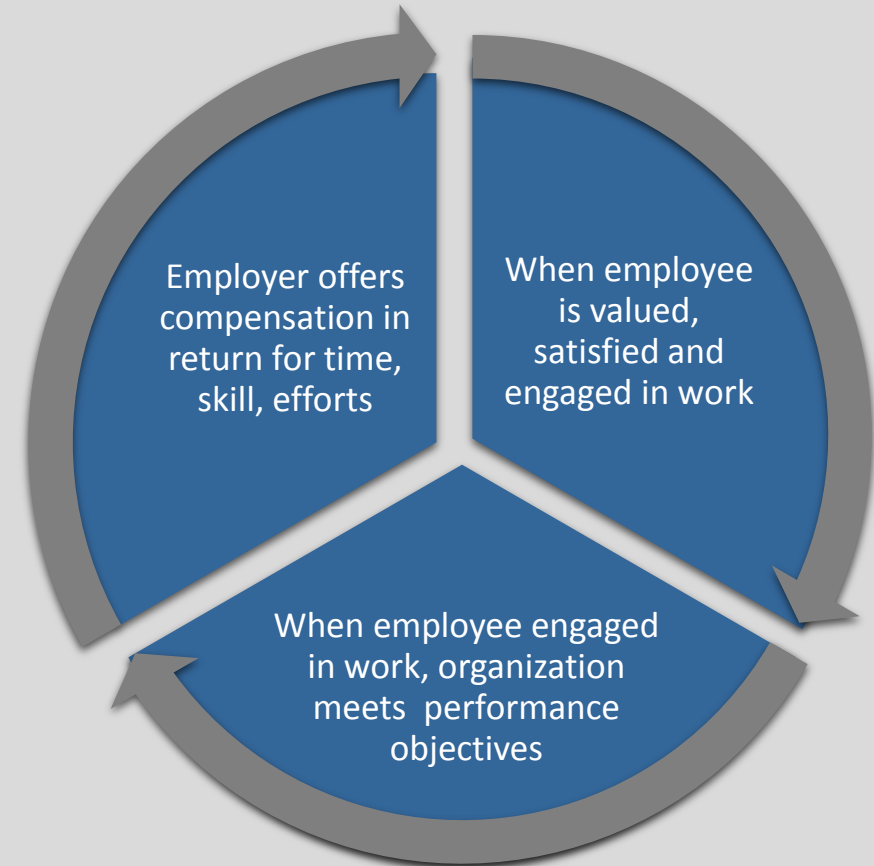 Employer offers
compensation in
return for time,
skill, efforts
When employee
is valued,
satisfied and
engaged in work
When employee engaged
in work, organization
meets  performance
objectives